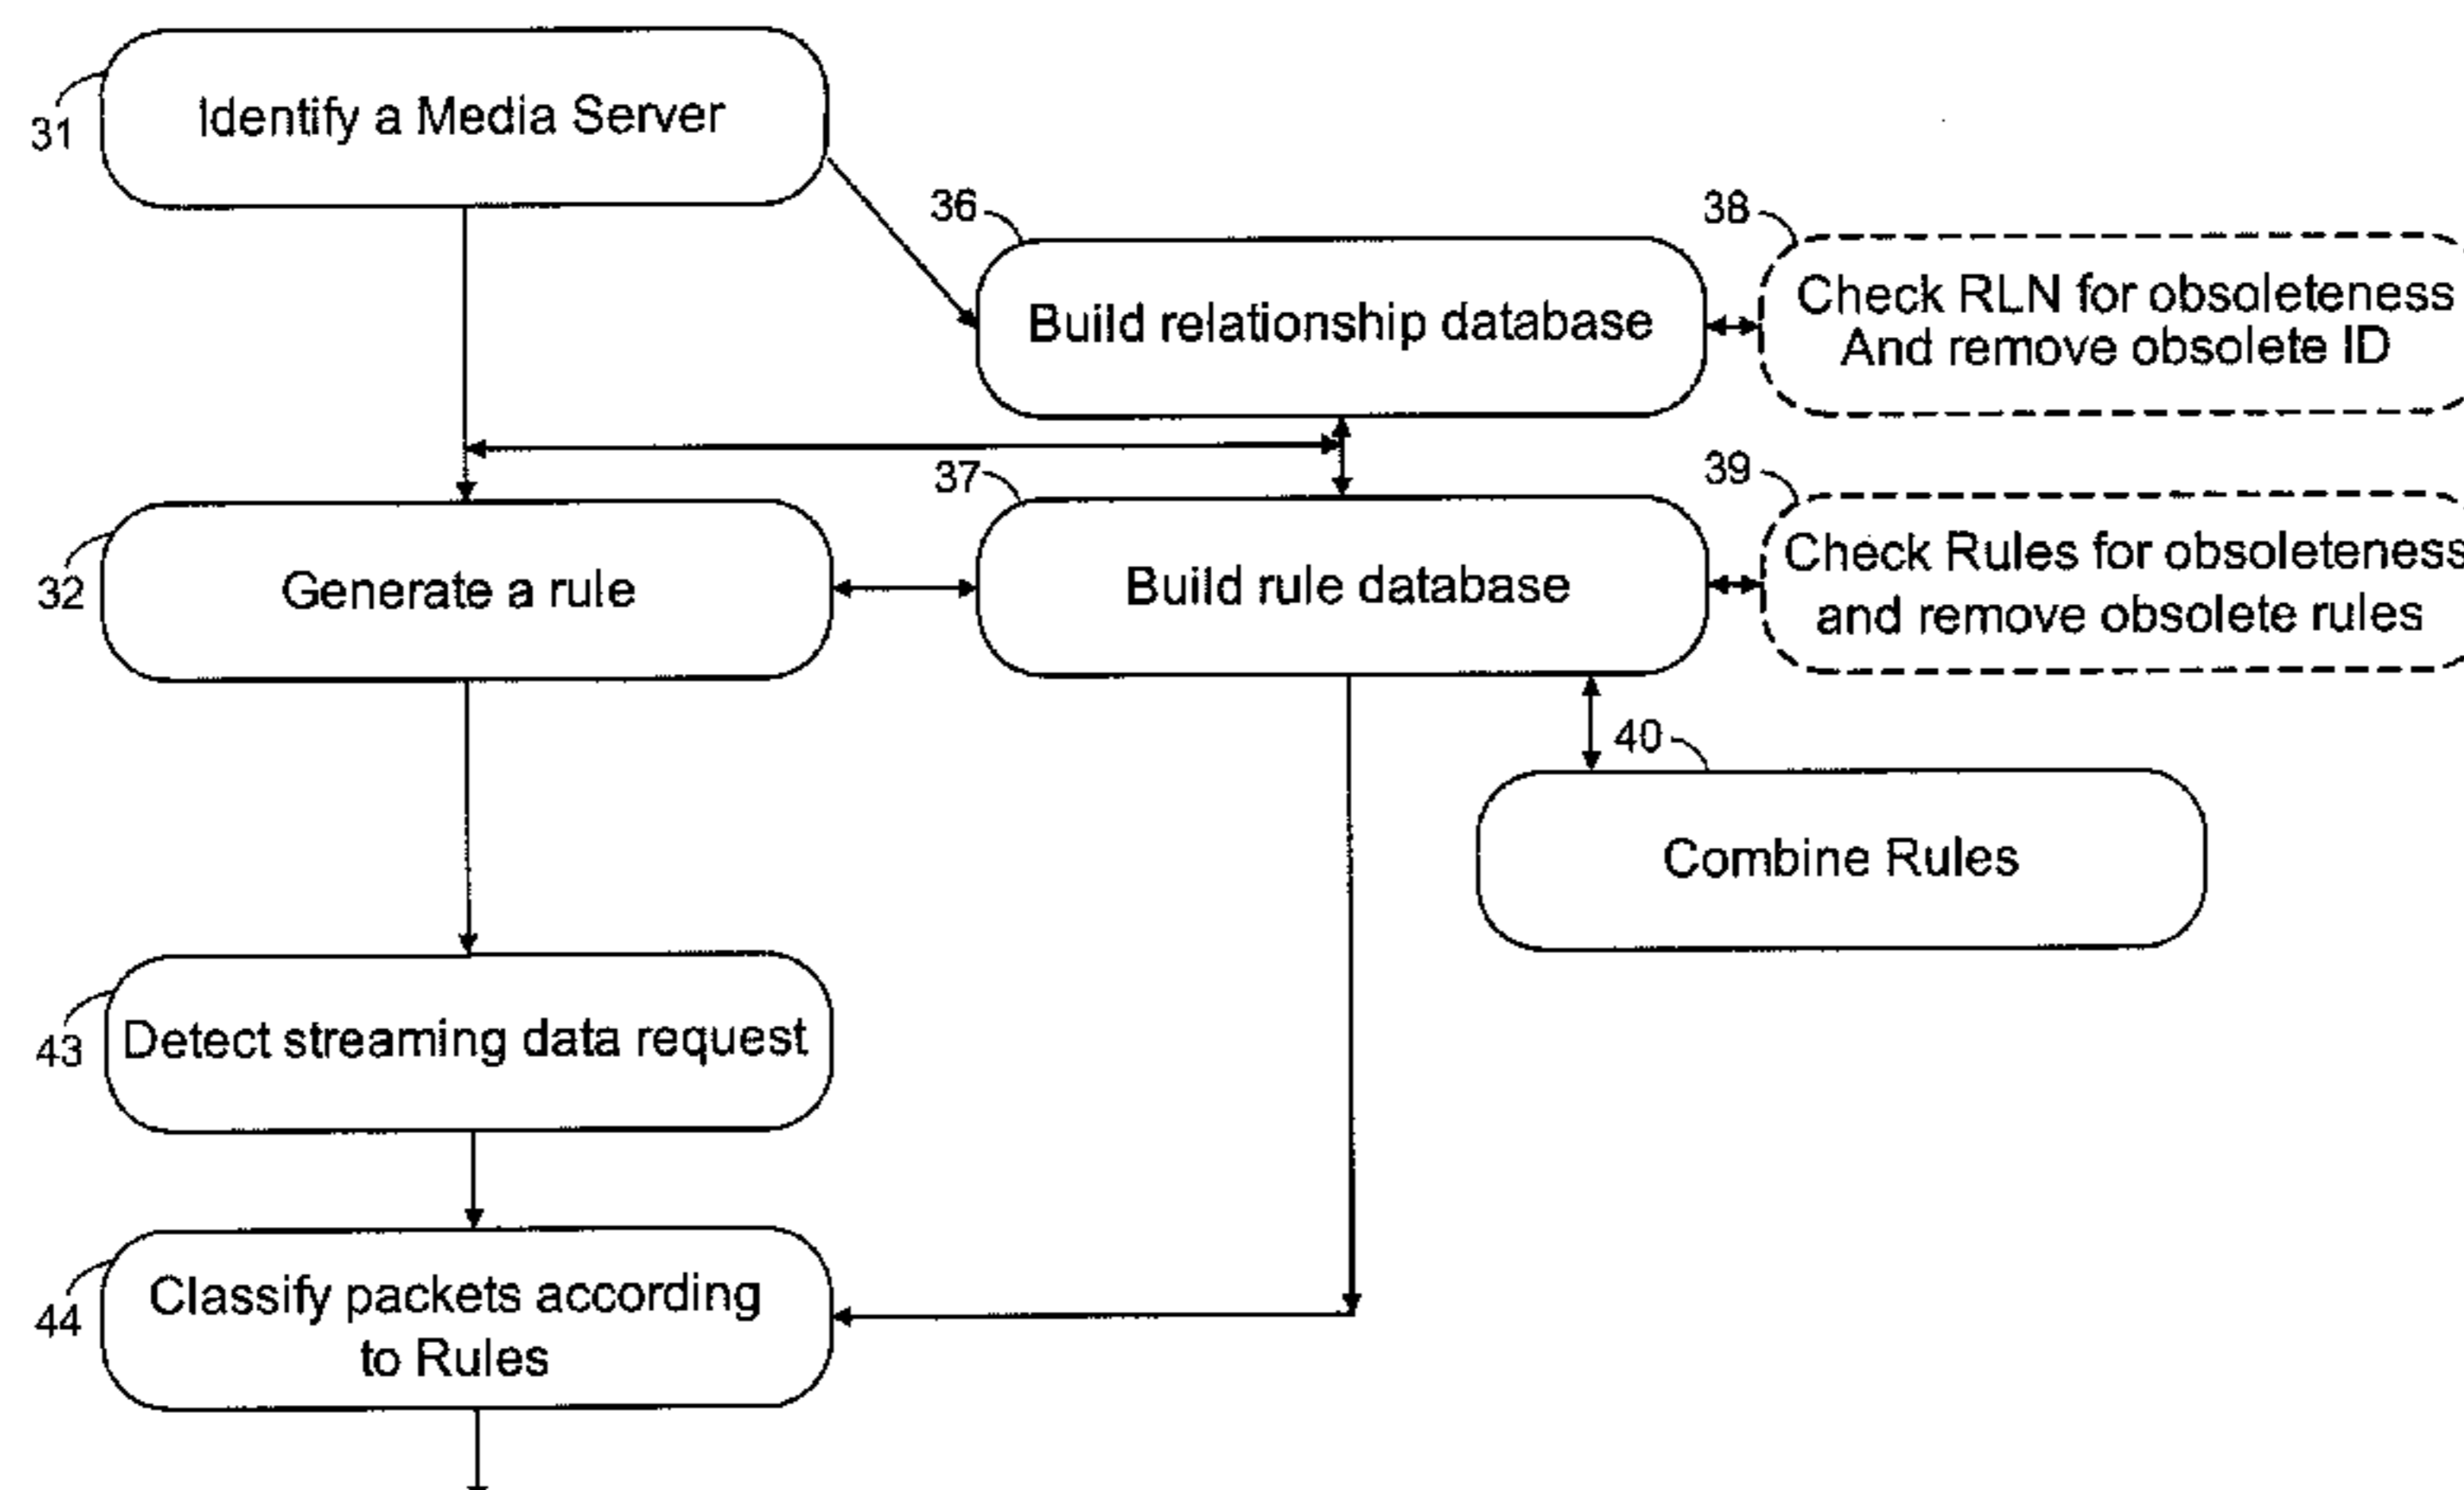 31
Identify a Media Server
36
Build relationship database
38
Check RLN for obsoleteness
And remove obsolete ID
32
Generate a rule
37
Build rule database
39
Check Rules for obsoleteness
and remove obsolete rules
40
Combine Rules
43
Detect streaming data request
44
Classify packets according
to Rules